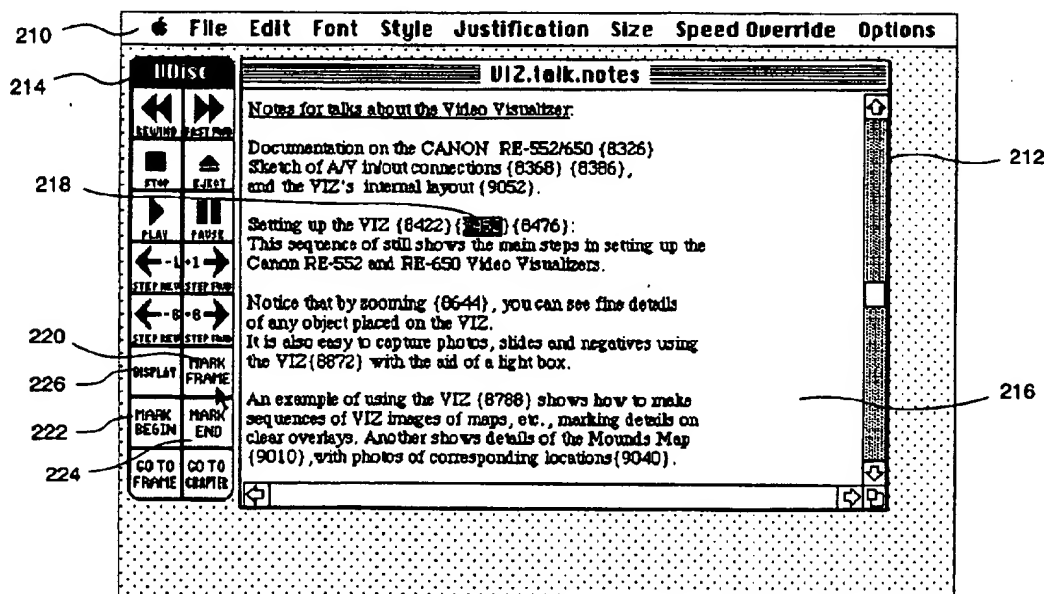 File Edit Font Style Justification Size Speed Override Options
210
214
VDisc
VIZ.talk.notes
REWIND FAST FWD
STOP EJECT
PLAY PAUSE
-1 +1
STEP REV STEP FWD
-8 +8
STEP REV STEP FWD
DISPLAY MARK FRAME
MARK BEGIN MARK END
GO TO FRAME GO TO CHAPTER
Notes for talks about the Video Visualizer:
Documentation on the CANON RE-552/650 {8326}
Sketch of A/V in/out connections {8368} {8386},
and the VIZ's internal layout {9052}.
Setting up the VIZ {8422}{}{8476}:
This sequence of still shows the main steps in setting up the
Canon RE-552 and RE-650 Video Visualizers.
Notice that by zooming {8644}, you can see fine details
of any object placed on the VIZ.
It is also easy to capture photos, slides and negatives using
the VIZ{8872} with the aid of a light box.
An example of using the VIZ {8788} shows how to make
sequences of VIZ images of maps, etc., marking details on
clear overlays. Another shows details of the Mounds Map
{9010},with photos of corresponding locations{9040}.
218
220
226
222
224
212
216